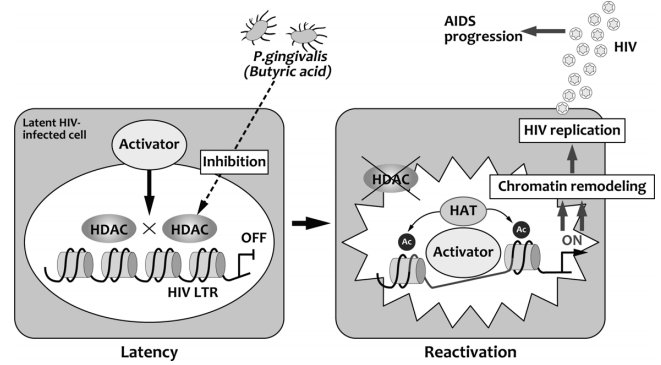 P.gingivalis
(Butyric acid)
Latent HIV-
infected cell
Activator
Inhibition
HDAC
HDAC
OFF
HIV LTR
Latency
AIDS
progression
HIV
HIV replication
Chromatin remodeling
HDAC
HAT
Ac
Ac
Activator
ON
Reactivation